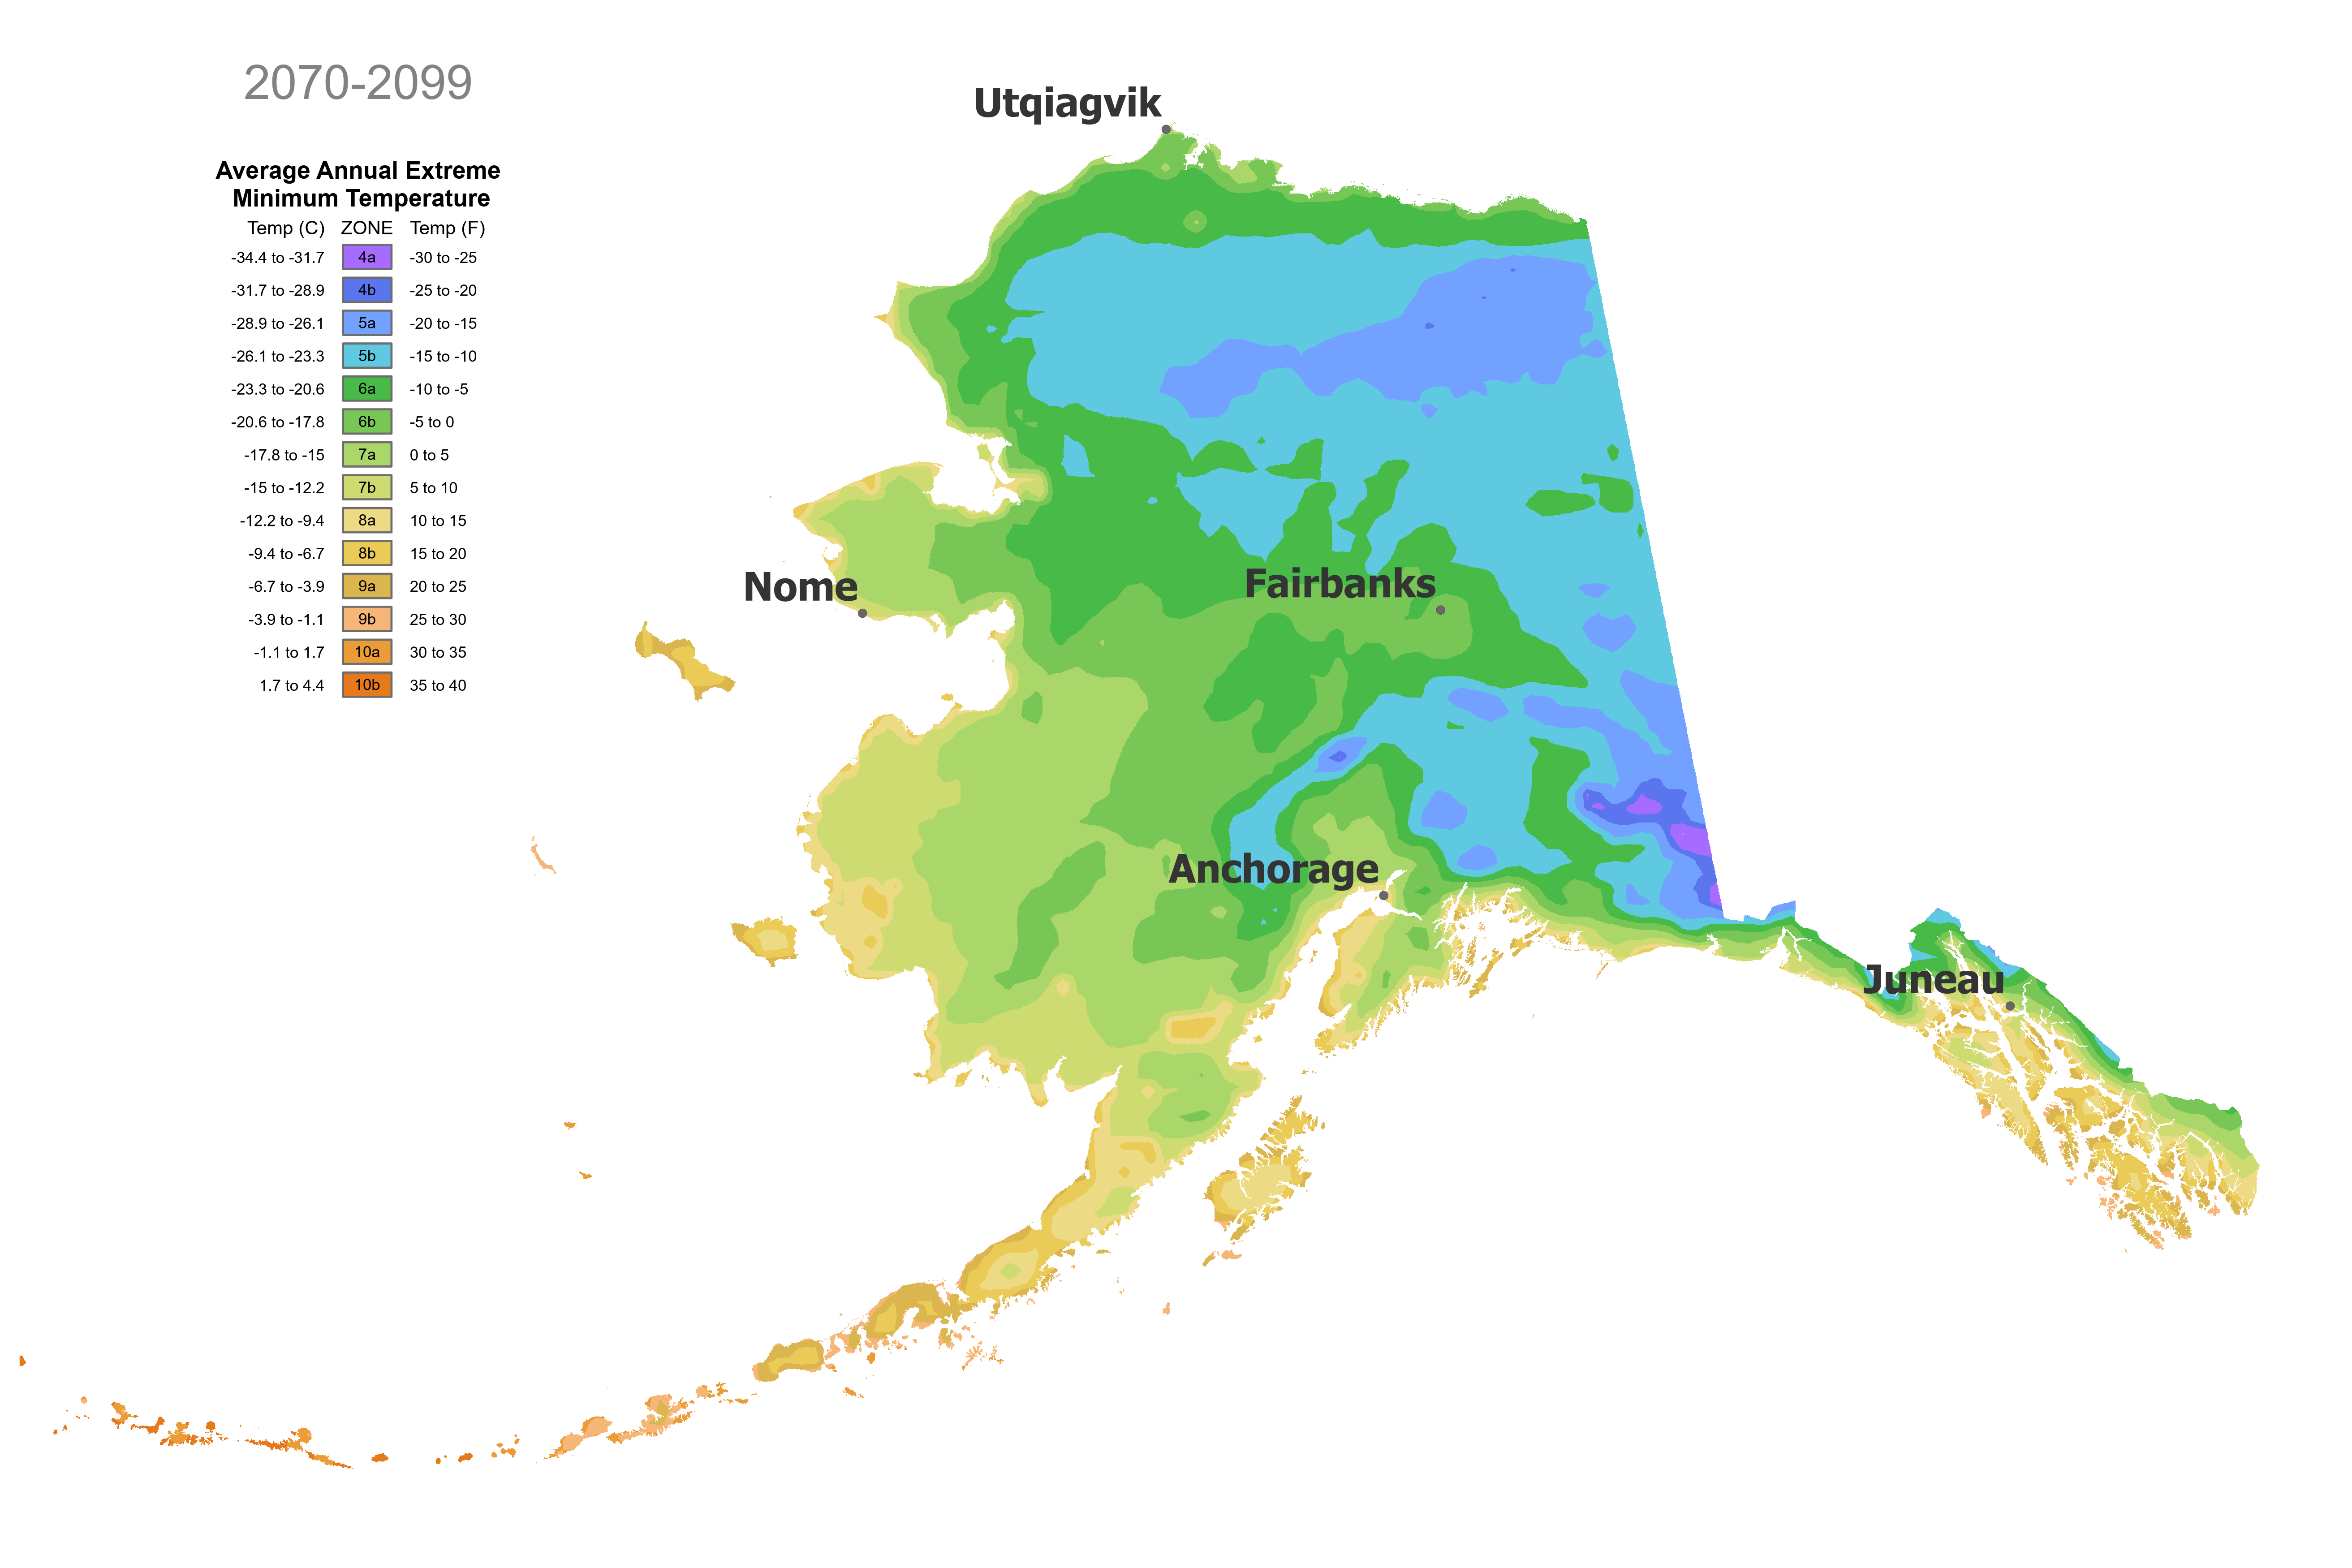 2070-2099
Average Annual Extreme
Minimum Temperature
Temp (C) ZONE Temp (F)
-34.4 to -31.7 4a -30 to -25
-31.7 to -28.9 4b -25 to -20
-28.9 to -26.1 5a -20 to -15
-26.1 to -23.3 5b -15 to -10
-23.3 to -20.6 6a -10 to -5
-20.6 to -17.8 6b -5 to 0
-17.8 to -15 7a 0 to 5
-15 to -12.2 7b 5 to 10
-12.2 to -9.4 8a 10 to 15
-9.4 to -6.7 8b 15 to 20
-6.7 to -3.9 9a 20 to 25
-3.9 to -1.1 9b 25 to 30
-1.1 to 1.7 10a 30 to 35
1.7 to 4.4 10b 35 to 40
Utqiagvik
Nome
Fairbanks
Anchorage
Juneau